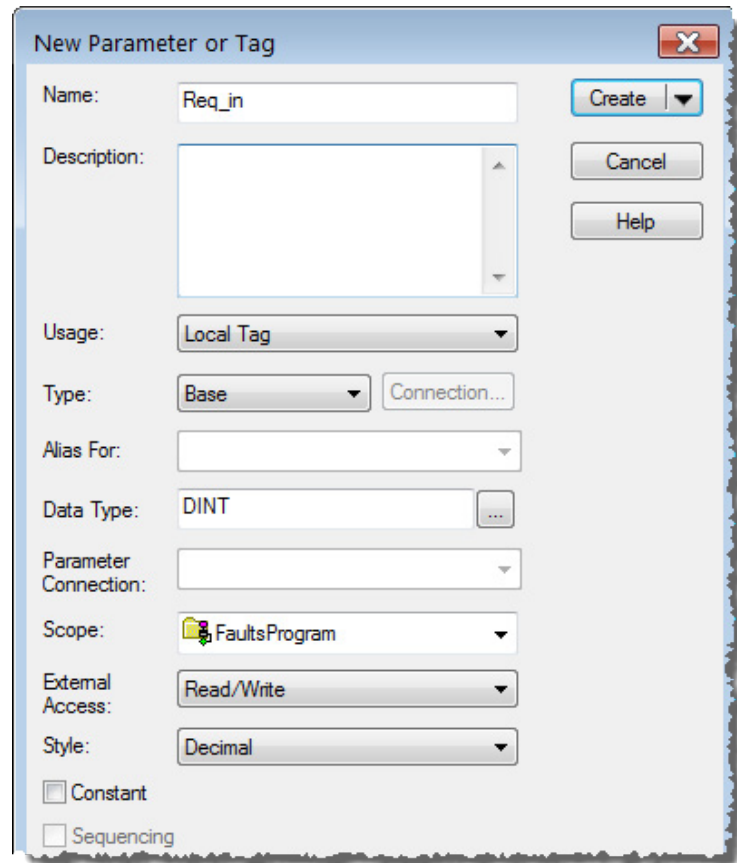 New Parameter or Tag
Name:
Req_in
Create
Description:
Cancel
Help
Usage:
Local Tag
Type:
Base
Connection...
Alias For:
Data Type:
DINT
...
Parameter
Connection:
Scope:
FaultsProgram
External
Access:
Read/Write
Style:
Decimal
Constant
Sequencing